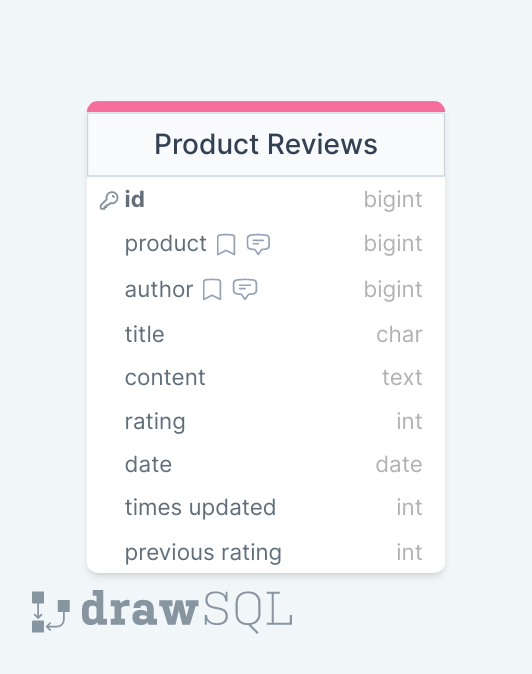 Product Reviews
id bigint
product bigint
author bigint
title char
content text
rating int
date date
times updated int
previous rating int
drawSQL